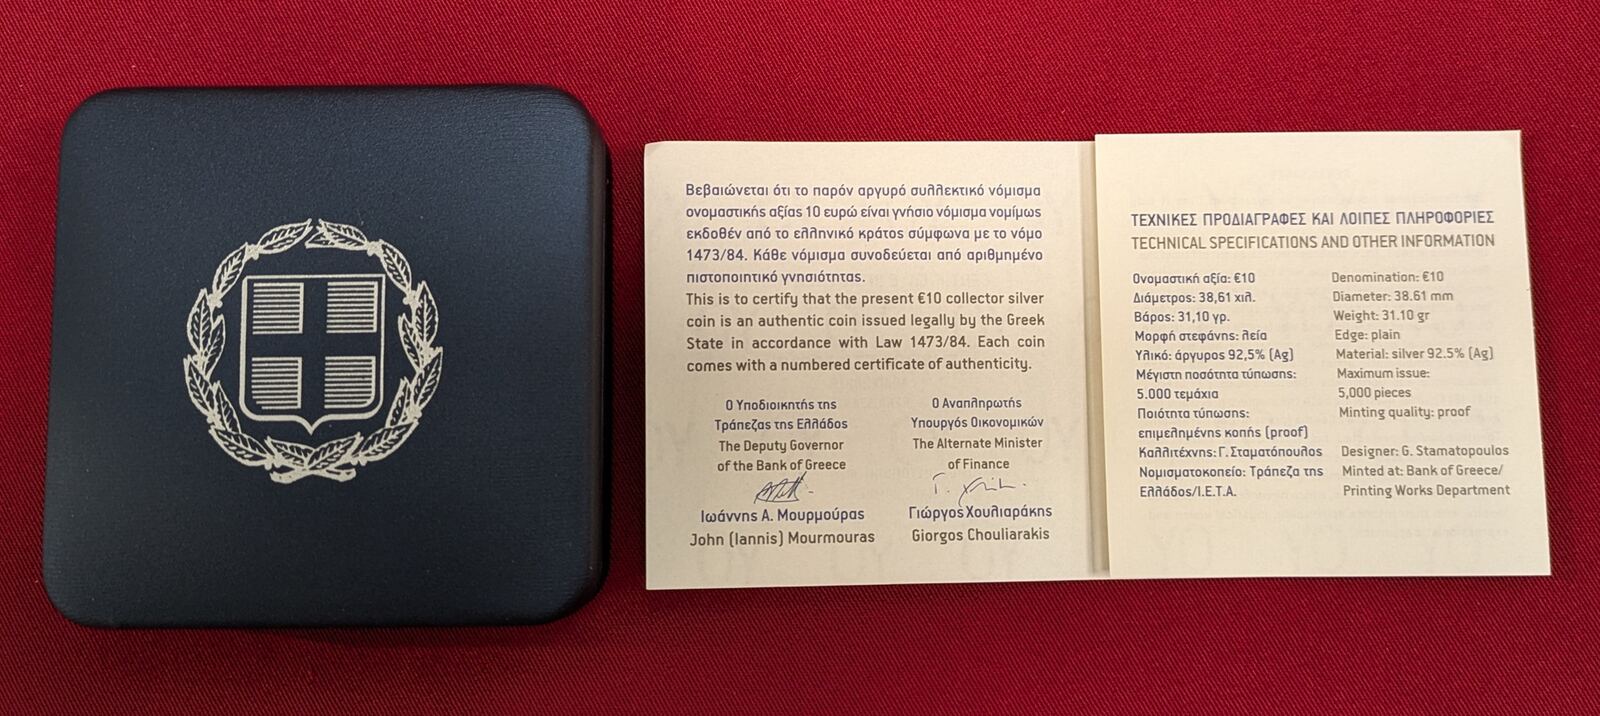 Βεβαιώνεται ότι το παρόν αργυρό συλλεκτικό νόμισμα
ονομαστικής αξίας 10 ευρώ είναι γνήσιο νόμισμα νομίμως
εκδοθέν από το ελληνικό κράτος σύμφωνα με το νόμο
1473/84. Κάθε νόμισμα συνοδεύεται από αριθμημένο
πιστοποιητικό γνησιότητας.
This is to certify that the present €10 collector silver
coin is an authentic coin issued legally by the Greek
State in accordance with Law 1473/84. Each coin
comes with a numbered certificate of authenticity.
Ο Υποδιοικητής της
Τράπεζας της Ελλάδος
The Deputy Governor
of the Bank of Greece
Ιωάννης Α. Μουρμούρας
John (Iannis) Mourmouras
Ο Αναπληρωτής
Υπουργός Οικονομικών
The Alternate Minister
of Finance
Γιώργος Χουλιαράκης
Giorgos Chouliarakis
ΤΕΧΝΙΚΕΣ ΠΡΟΔΙΑΓΡΑΦΕΣ ΚΑΙ ΛΟΙΠΕΣ ΠΛΗΡΟΦΟΡΙΕΣ
TECHNICAL SPECIFICATIONS AND OTHER INFORMATION
Ονομαστική αξία: €10
Διάμετρος: 38,61 χιλ.
Βάρος: 31,10 γρ.
Μορφή στεφάνης: λεία
Υλικό: άργυρος 92,5% (Ag)
Μέγιστη ποσότητα τύπωσης:
5.000 τεμάχια
Ποιότητα τύπωσης:
επιμελημένης κοπής (proof)
Καλλιτέχνης: Γ. Σταματόπουλος
Νομισματοκοπείο: Τράπεζα της
Ελλάδος/Ι.Ε.Τ.Α.
Denomination: €10
Diameter: 38.61 mm
Weight: 31.10 gr
Edge: plain
Material: silver 92.5% (Ag)
Maximum issue:
5,000 pieces
Minting quality: proof
Designer: G. Stamatopoulos
Minted at: Bank of Greece/
Printing Works Department